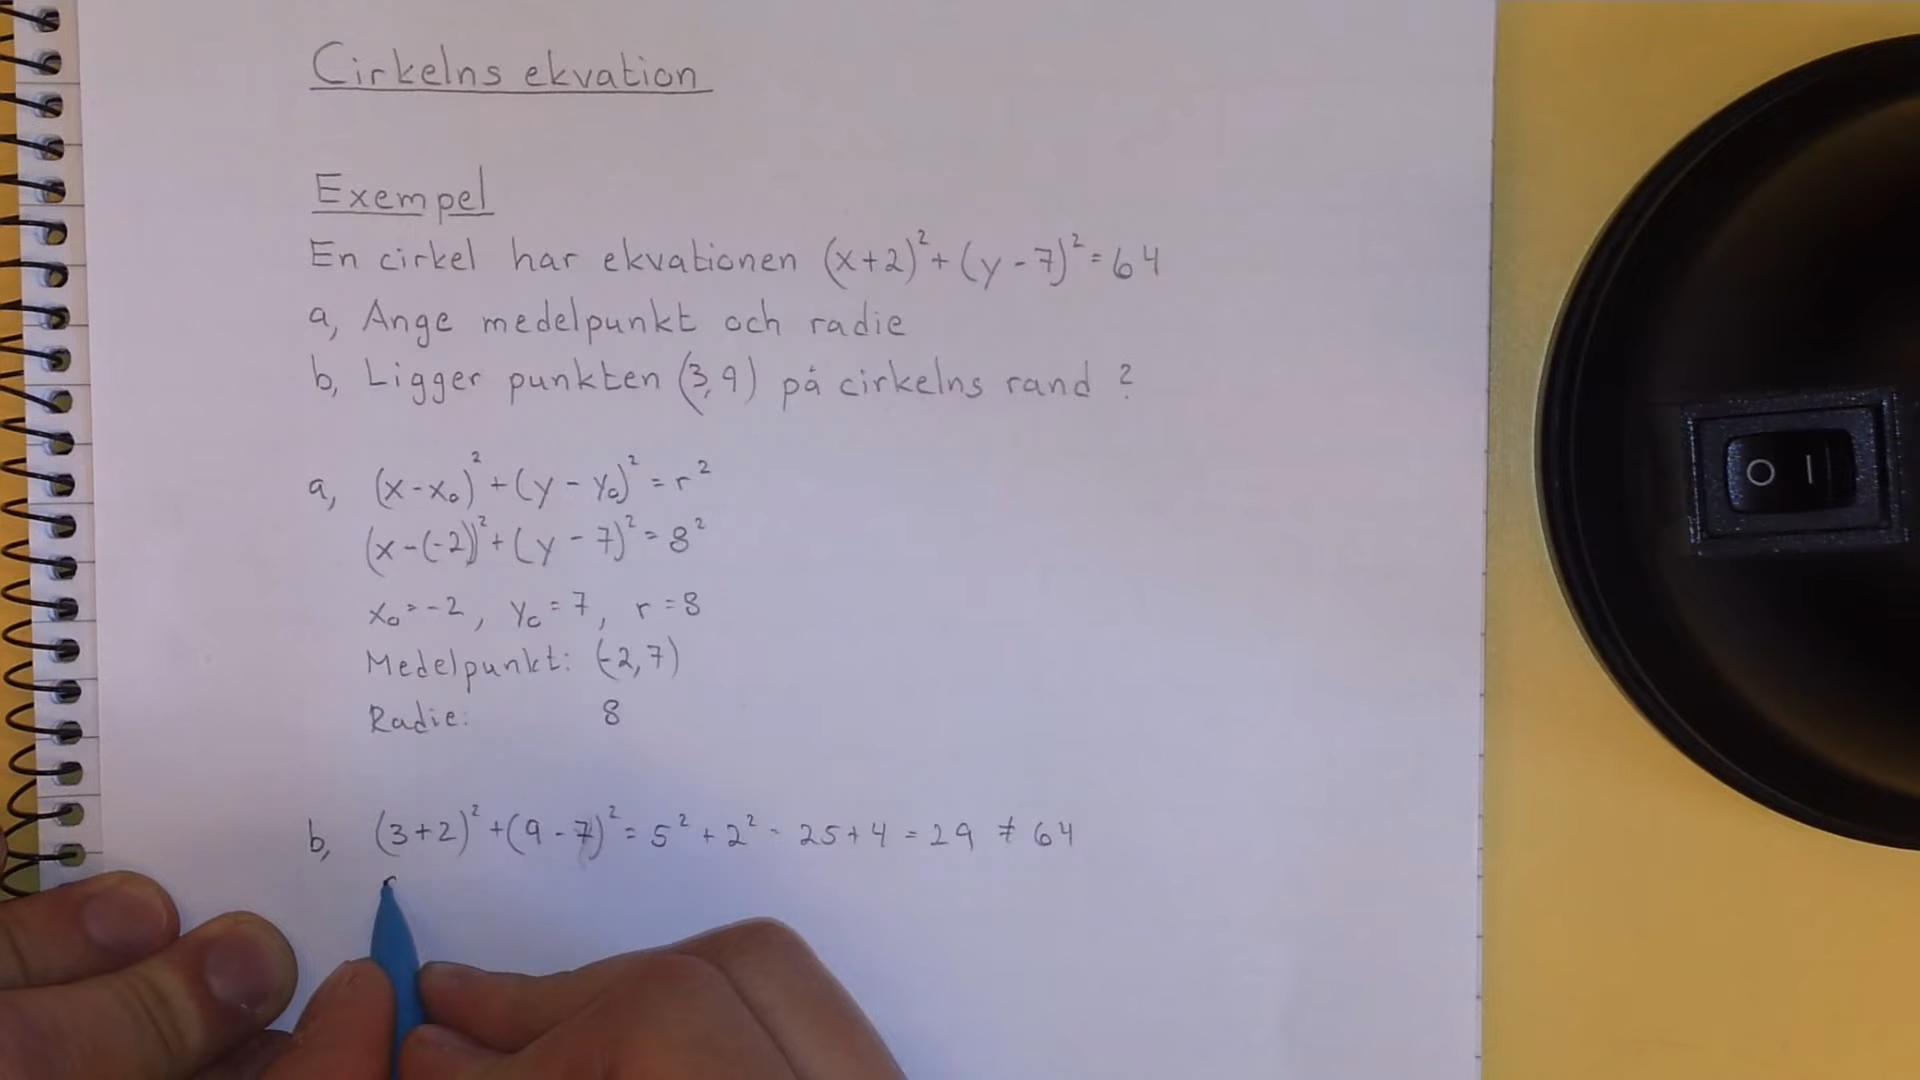 Cirkelns ekvation
Exempel
En cirkel har ekvationen (x+2)² + (y-7)² = 64
a, Ange medelpunkt och radie
b, Ligger punkten (3,9) på cirkelns rand ?
a, (x-x₀)² + (y-y₀)² = r²
(x-(-2))² + (y-7)² = 8²
x₀ = -2, y₀ = 7, r = 8
Medelpunkt: (-2,7)
Radie: 8
b, (3+2)² + (9-7)² = 5² + 2² = 25+4 = 29 ≠ 64
O I